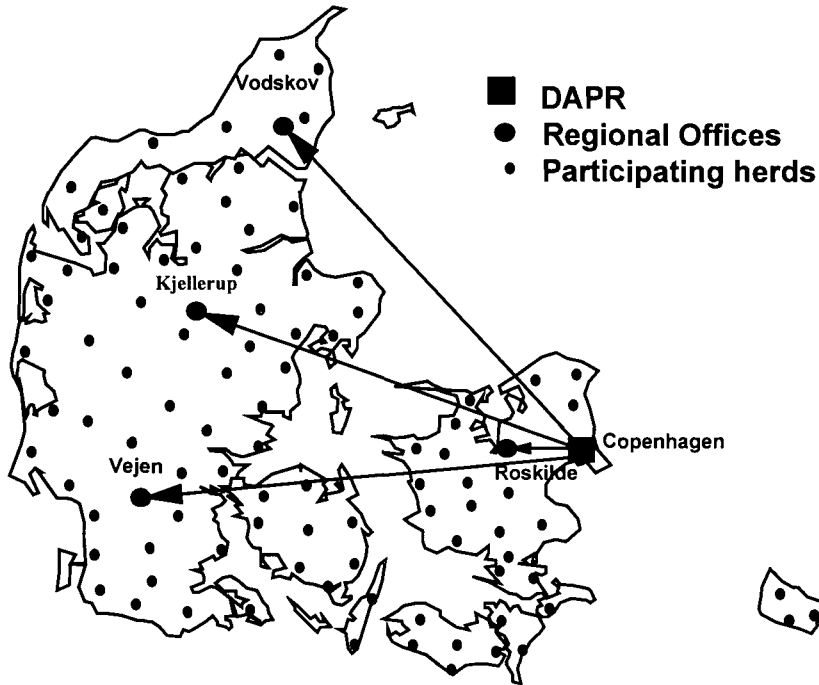 Vodskov
DAPR
Regional Offices
Participating herds
Kjellerup
Copenhagen
Roskilde
Vejen